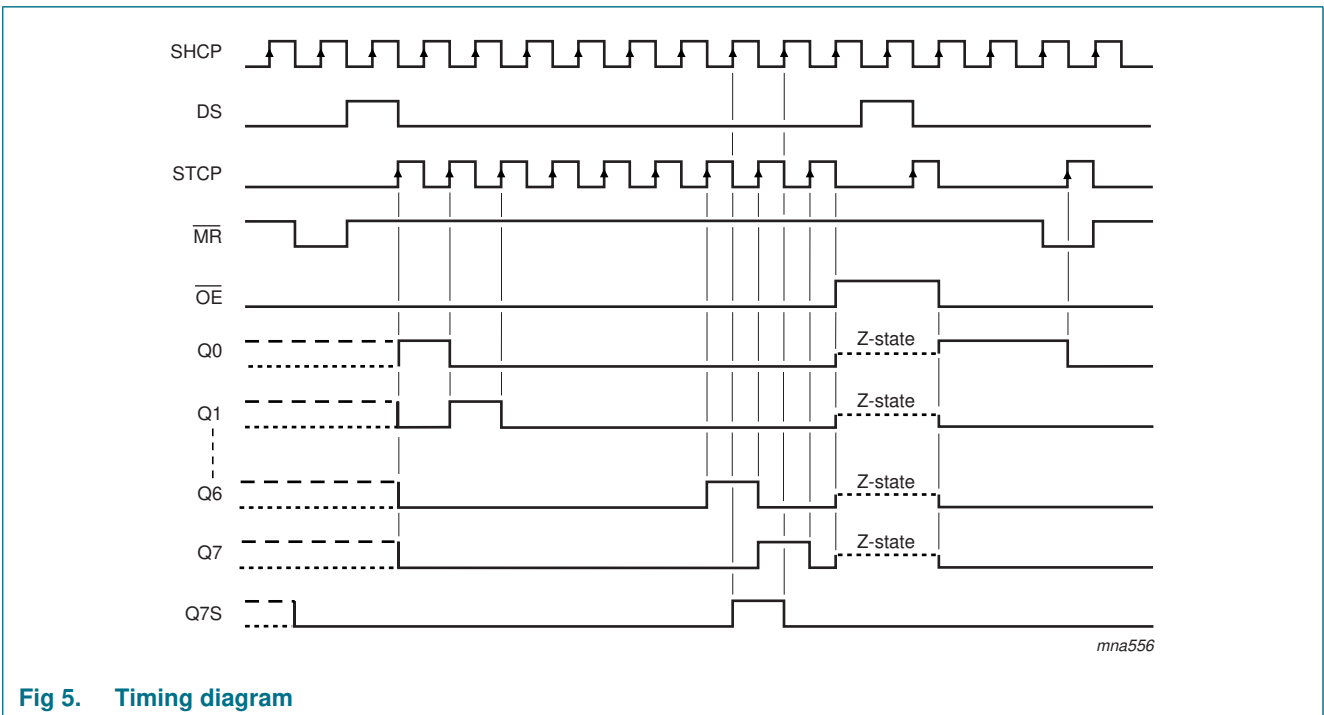 SHCP
DS
STCP
MR
OE
Q0
Z-state
Q1
Z-state
Q6
Z-state
Q7
Z-state
Q7S
mna556
Fig 5. Timing diagram